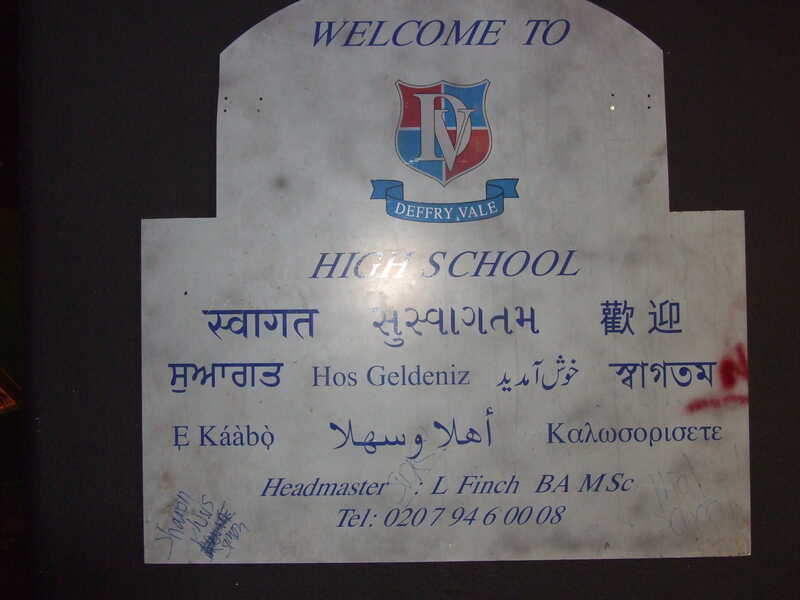 WELCOME TO
DV
DEFFRY VALE
HIGH SCHOOL
स्वागत સુસ્વાગતમ 歡迎
ਸੁਆਗਤ Hos Geldeniz خوش آمدید স্বাগতম
Ẹ Káàbọ̀ أهلا وسهلا Καλωσορισετε
Headmaster : L Finch BA MSc
Tel: 020 7 94 6 00 08
Sharon